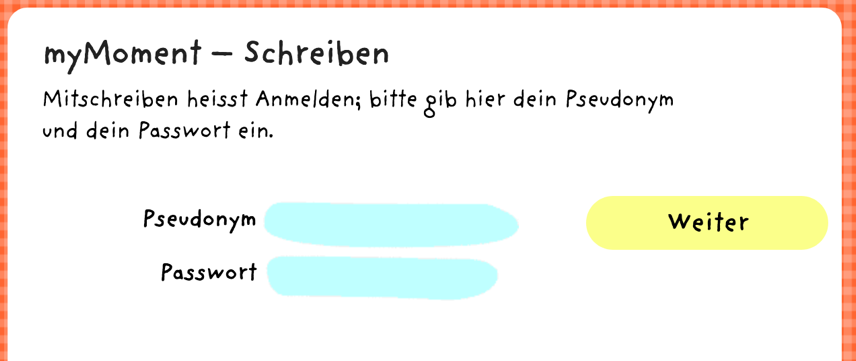 myMoment – Schreiben
Mitschreiben heisst Anmelden; bitte gib hier dein Pseudonym
und dein Passwort ein.
Pseudonym
Weiter
Passwort